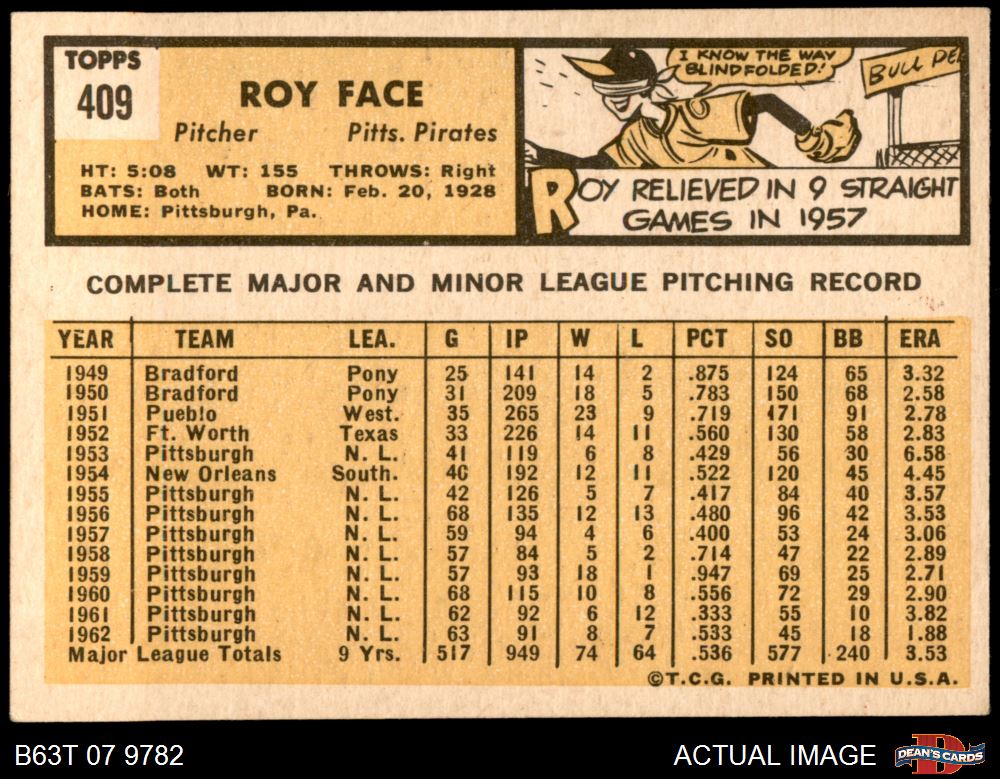 TOPPS
409
ROY FACE
Pitcher Pitts. Pirates
HT: 5:08 WT: 155 THROWS: Right
BATS: Both BORN: Feb. 20, 1928
HOME: Pittsburgh, Pa.
I KNOW THE WAY
BLINDFOLDED!
BULL PE
ROY RELIEVED IN 9 STRAIGHT
GAMES IN 1957
COMPLETE MAJOR AND MINOR LEAGUE PITCHING RECORD
YEAR TEAM LEA. G IP W L PCT SO BB ERA
1949 Bradford Pony 25 141 14 2 .875 124 65 3.32
1950 Bradford Pony 31 209 18 5 .783 150 68 2.58
1951 Pueblo West. 35 265 23 9 .719 171 91 2.78
1952 Ft. Worth Texas 33 226 14 11 .560 130 58 2.83
1953 Pittsburgh N. L. 41 119 6 8 .429 56 30 6.58
1954 New Orleans South. 40 192 12 11 .522 120 45 4.45
1955 Pittsburgh N. L. 42 126 5 7 .417 84 40 3.57
1956 Pittsburgh N. L. 68 135 12 13 .480 96 42 3.53
1957 Pittsburgh N. L. 59 94 4 6 .400 53 24 3.06
1958 Pittsburgh N. L. 57 84 5 2 .714 47 22 2.89
1959 Pittsburgh N. L. 57 93 18 1 .947 69 25 2.71
1960 Pittsburgh N. L. 68 115 10 8 .556 72 29 2.90
1961 Pittsburgh N. L. 62 92 6 12 .333 55 10 3.82
1962 Pittsburgh N. L. 63 91 8 7 .533 45 18 1.88
Major League Totals 9 Yrs. 517 949 74 64 .536 577 240 3.53
©T.C.G. PRINTED IN U.S.A.
B63T 07 9782
ACTUAL IMAGE
D
DEAN'S CARDS